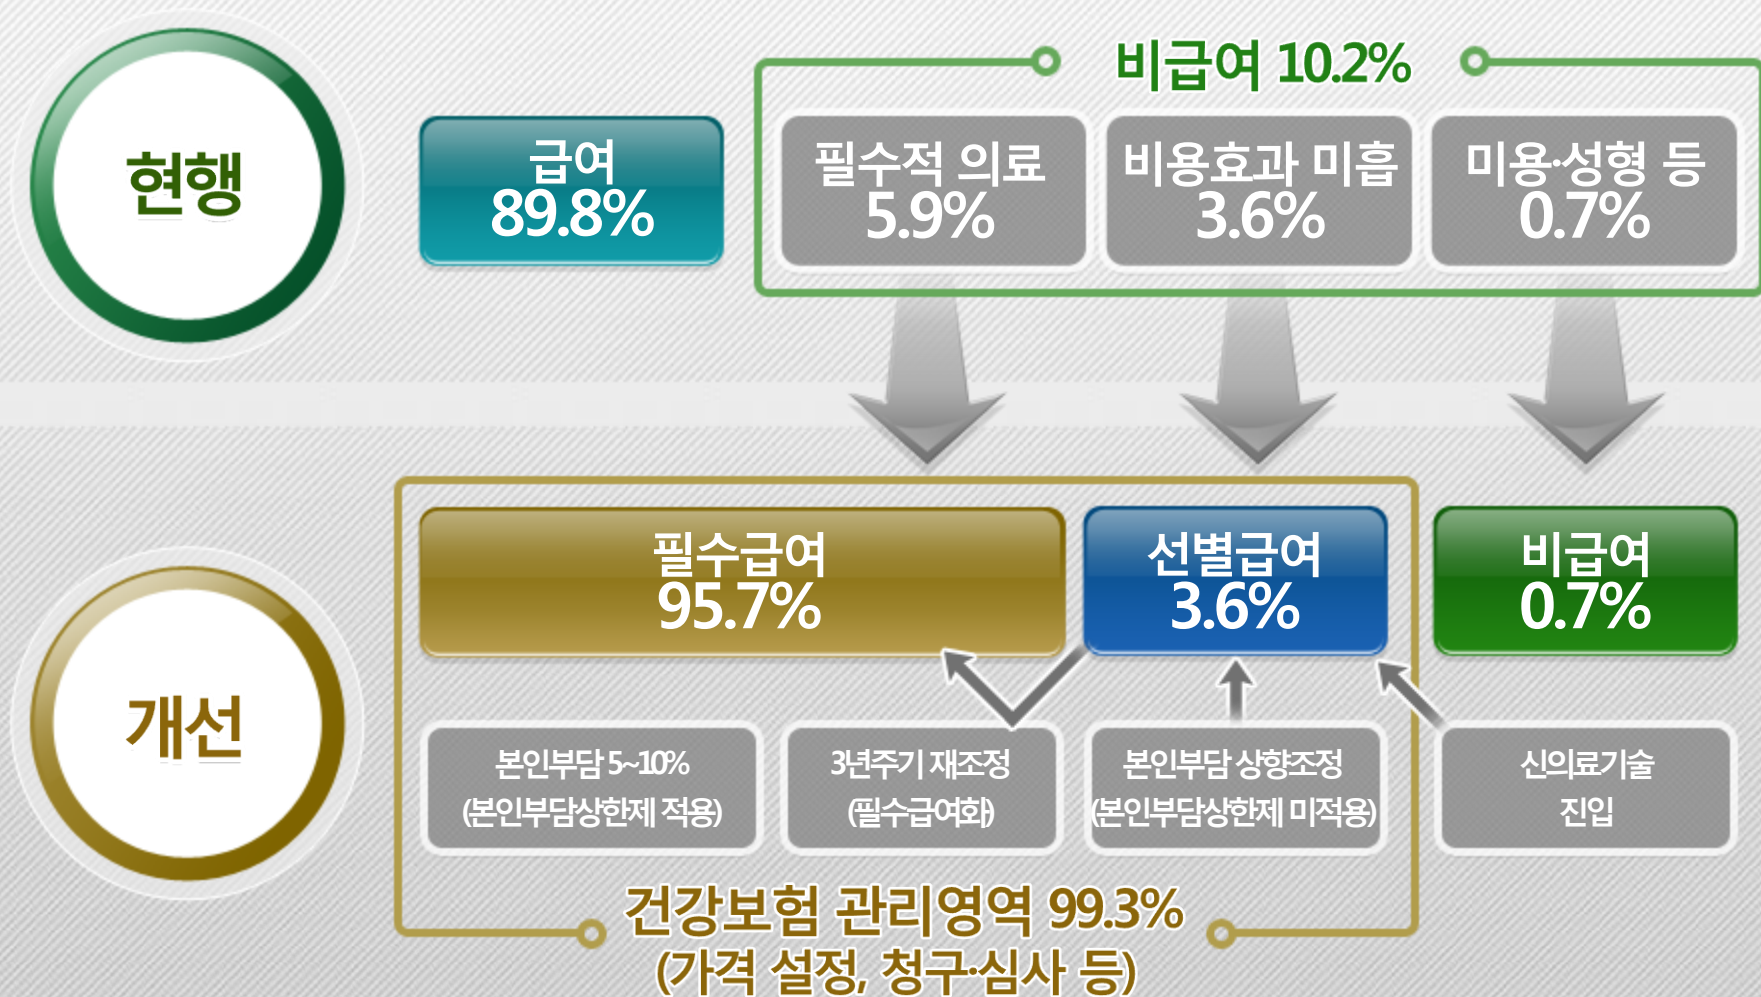 현행
비급여 10.2%
급여
89.8%
필수적 의료
5.9%
비용효과 미흡
3.6%
미용·성형 등
0.7%
개선
필수급여
95.7%
선별급여
3.6%
비급여
0.7%
본인부담 5~10%
(본인부담상한제 적용)
3년주기 재조정
(필수급여화)
본인부담 상향조정
(본인부담상한제 미적용)
신의료기술
진입
건강보험 관리영역 99.3%
(가격 설정, 청구·심사 등)